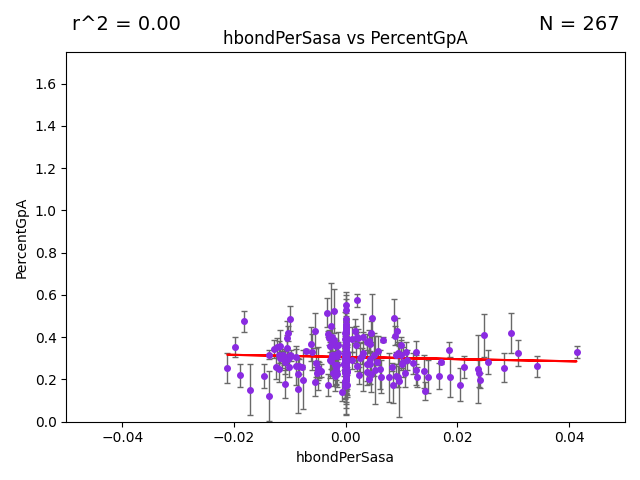 r^2 = 0.00
N = 267
hbondPerSasa vs PercentGpA
1.6
1.4
1.2
1.0
0.8
0.6
0.4
0.2
0.0
PercentGpA
−0.04
−0.02
0.00
0.02
0.04
hbondPerSasa